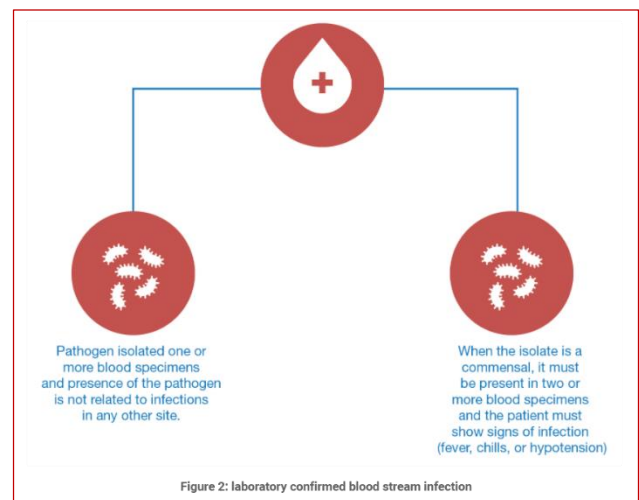 Pathogen isolated one or
more blood specimens
and presence of the pathogen
is not related to infections
in any other site.
When the isolate is a
commensal, it must
be present in two or
more blood specimens
and the patient must
show signs of infection
(fever, chills, or hypotension)
Figure 2: laboratory confirmed blood stream infection